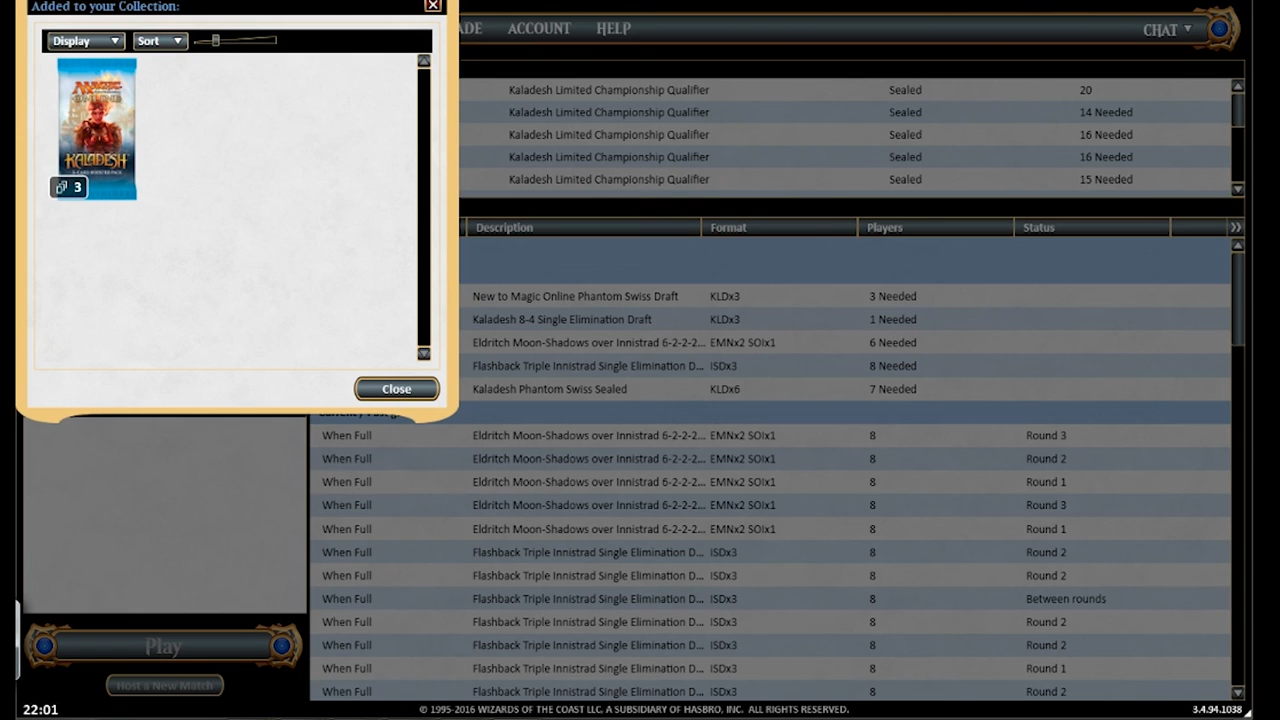 Added to your Collection:
ACCOUNT HELP
CHAT
Display Sort
MAGIC
KALADESH
3
Close
Kaladesh Limited Championship Qualifier Sealed 20
Kaladesh Limited Championship Qualifier Sealed 14 Needed
Kaladesh Limited Championship Qualifier Sealed 16 Needed
Kaladesh Limited Championship Qualifier Sealed 16 Needed
Kaladesh Limited Championship Qualifier Sealed 15 Needed
Description Format Players Status
New to Magic Online Phantom Swiss Draft KLDx3 3 Needed
Kaladesh 8-4 Single Elimination Draft KLDx3 1 Needed
Eldritch Moon-Shadows over Innistrad 6-2-2-2... EMNx2 SOIx1 6 Needed
Flashback Triple Innistrad Single Elimination D... ISDx3 8 Needed
Kaladesh Phantom Swiss Sealed KLDx6 7 Needed
When Full Eldritch Moon-Shadows over Innistrad 6-2-2-2... EMNx2 SOIx1 8 Round 3
When Full Eldritch Moon-Shadows over Innistrad 6-2-2-2... EMNx2 SOIx1 8 Round 2
When Full Eldritch Moon-Shadows over Innistrad 6-2-2-2... EMNx2 SOIx1 8 Round 1
When Full Eldritch Moon-Shadows over Innistrad 6-2-2-2... EMNx2 SOIx1 8 Round 3
When Full Eldritch Moon-Shadows over Innistrad 6-2-2-2... EMNx2 SOIx1 8 Round 1
When Full Flashback Triple Innistrad Single Elimination D... ISDx3 8 Round 2
When Full Flashback Triple Innistrad Single Elimination D... ISDx3 8 Round 2
When Full Flashback Triple Innistrad Single Elimination D... ISDx3 8 Between rounds
When Full Flashback Triple Innistrad Single Elimination D... ISDx3 8 Round 2
When Full Flashback Triple Innistrad Single Elimination D... ISDx3 8 Round 2
When Full Flashback Triple Innistrad Single Elimination D... ISDx3 8 Round 1
When Full Flashback Triple Innistrad Single Elimination D... ISDx3 8 Round 2
Play
Host a New Match
22:01
© 1995-2016 WIZARDS OF THE COAST LLC, A SUBSIDIARY OF HASBRO, INC. ALL RIGHTS RESERVED.
3.4.94.1038